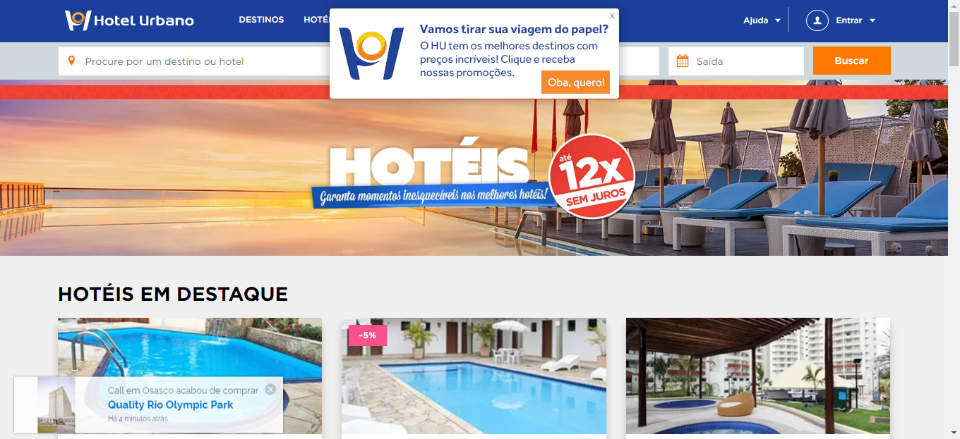 Hotel Urbano
DESTINOS
HOTÉ
Ajuda
Entrar
x
Vamos tirar sua viagem do papel?
O HU tem os melhores destinos com
preços incríveis! Clique e receba
nossas promoções.
Oba, quero!
Procure por um destino ou hotel
Saída
Buscar
HOTÉIS
Garanta momentos inesquecíveis nos melhores hotéis!
até
12x
SEM JUROS
HOTÉIS EM DESTAQUE
-5%
Call em Osasco acabou de comprar
Quality Rio Olympic Park
Há 4 minutos atrás